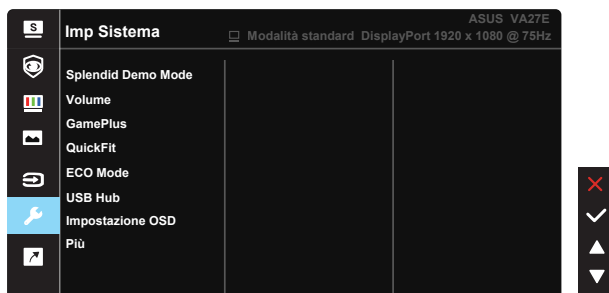 S
Imp Sistema
ASUS VA27E
Modalità standard DisplayPort 1920 x 1080 @ 75Hz
Splendid Demo Mode
Volume
GamePlus
QuickFit
ECO Mode
USB Hub
Impostazione OSD
Più